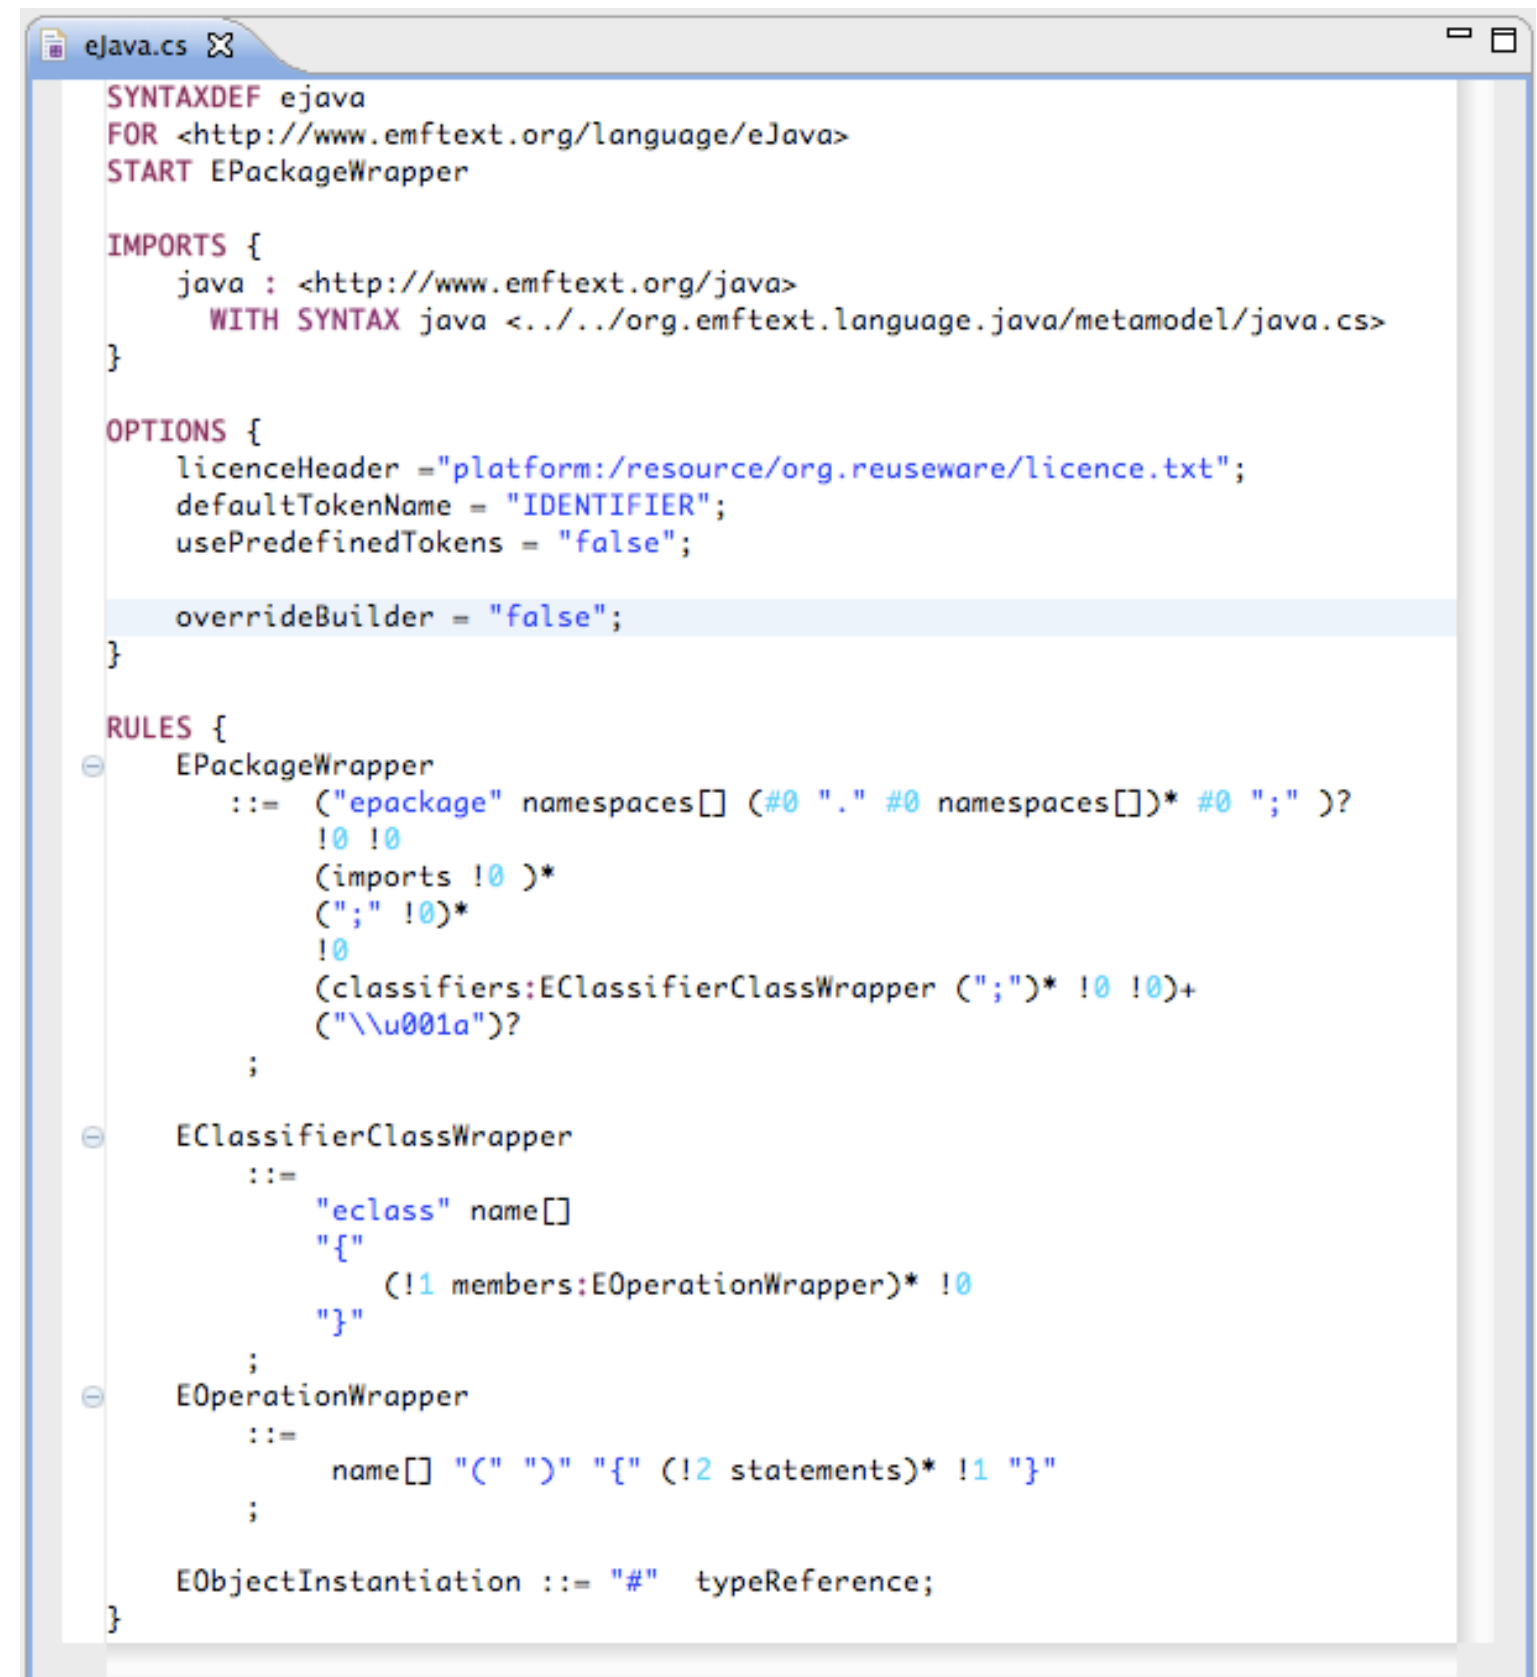 eJava.cs
SYNTAXDEF ejava
FOR <http://www.emftext.org/language/eJava>
START EPackageWrapper
IMPORTS {
java : <http://www.emftext.org/java>
WITH SYNTAX java <../../org.emftext.language.java/metamodel/java.cs>
}
OPTIONS {
licenceHeader ="platform:/resource/org.reuseware/licence.txt";
defaultTokenName = "IDENTIFIER";
usePredefinedTokens = "false";
overrideBuilder = "false";
}
RULES {
EPackageWrapper
::= ("epackage" namespaces[] (#0 "." #0 namespaces[])* #0 ";" )?
!0 !0
(imports !0 )*
(";" !0)*
!0
(classifiers:EClassifierClassWrapper (";")* !0 !0)+
("\\u001a")?
;
EClassifierClassWrapper
::=
"eclass" name[]
"{"
(!1 members:EOperationWrapper)* !0
"}"
;
EOperationWrapper
::=
name[] "(" ")" "{" (!2 statements)* !1 "}"
;
EObjectInstantiation ::= "#" typeReference;
}